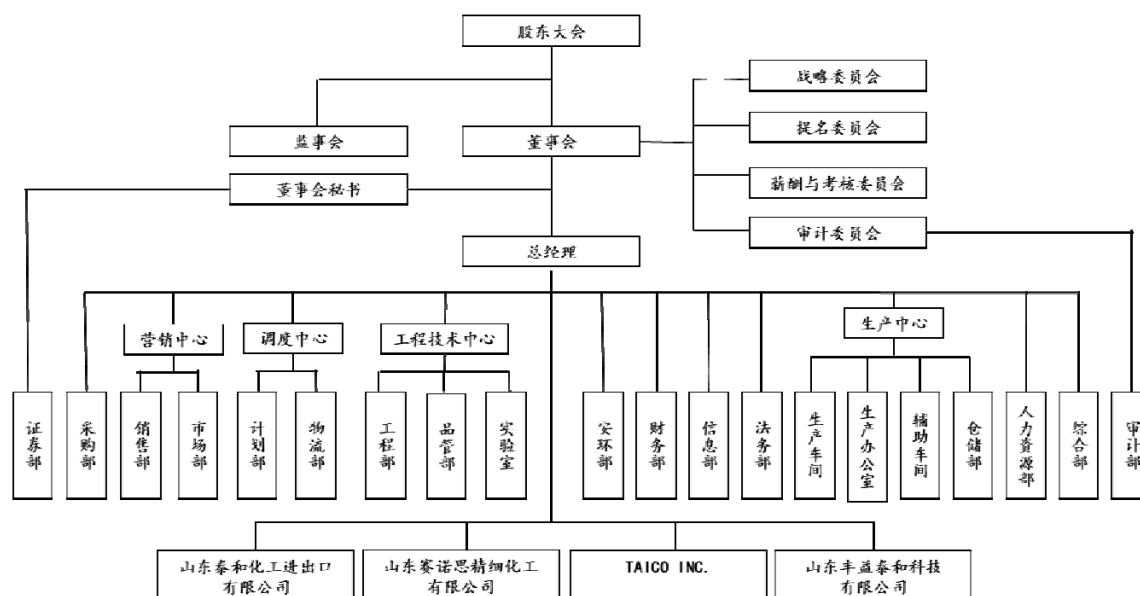 股东大会
战略委员会
提名委员会
监事会
董事会
薪酬与考核委员会
董事会秘书
审计委员会
总经理
营销中心
调度中心
工程技术中心
生产中心
证券部
采购部
销售部
市场部
计划部
物流部
工程部
品管部
实验室
安环部
财务部
信息部
法务部
生产车间
生产办公室
辅助车间
仓储部
人力资源部
综合部
审计部
山东泰和化工进出口
有限公司
山东赛诺思精细化工
有限公司
TAICO INC.
山东丰益泰和科技
有限公司